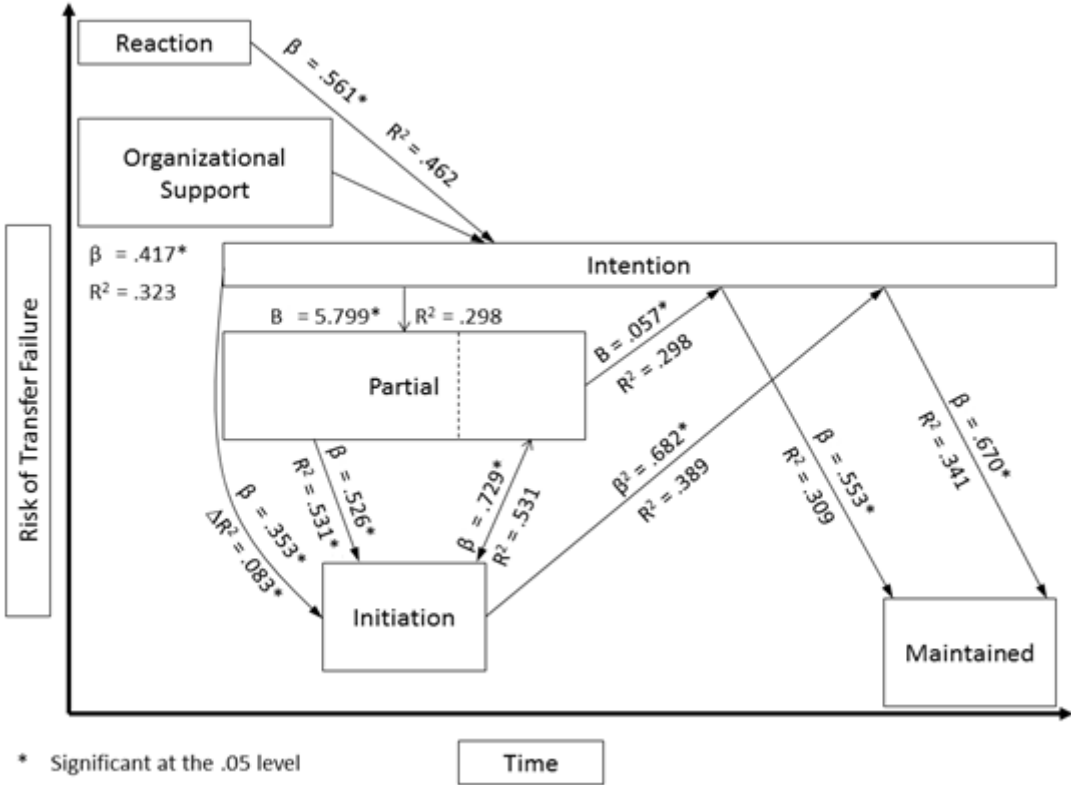 Reaction
β = .561*
R² = .462
Organizational
Support
β = .417*
R² = .323
Intention
B = 5.799*
R² = .298
B = .057*
R² = .298
Partial
β = .526*
R² = .531*
β = .729*
R² = .531
β² = .682*
R² = .389
β = .553*
R² = .309
β = .670*
R² = .341
β = .353*
ΔR² = .083*
Initiation
Maintained
Risk of Transfer Failure
* Significant at the .05 level
Time